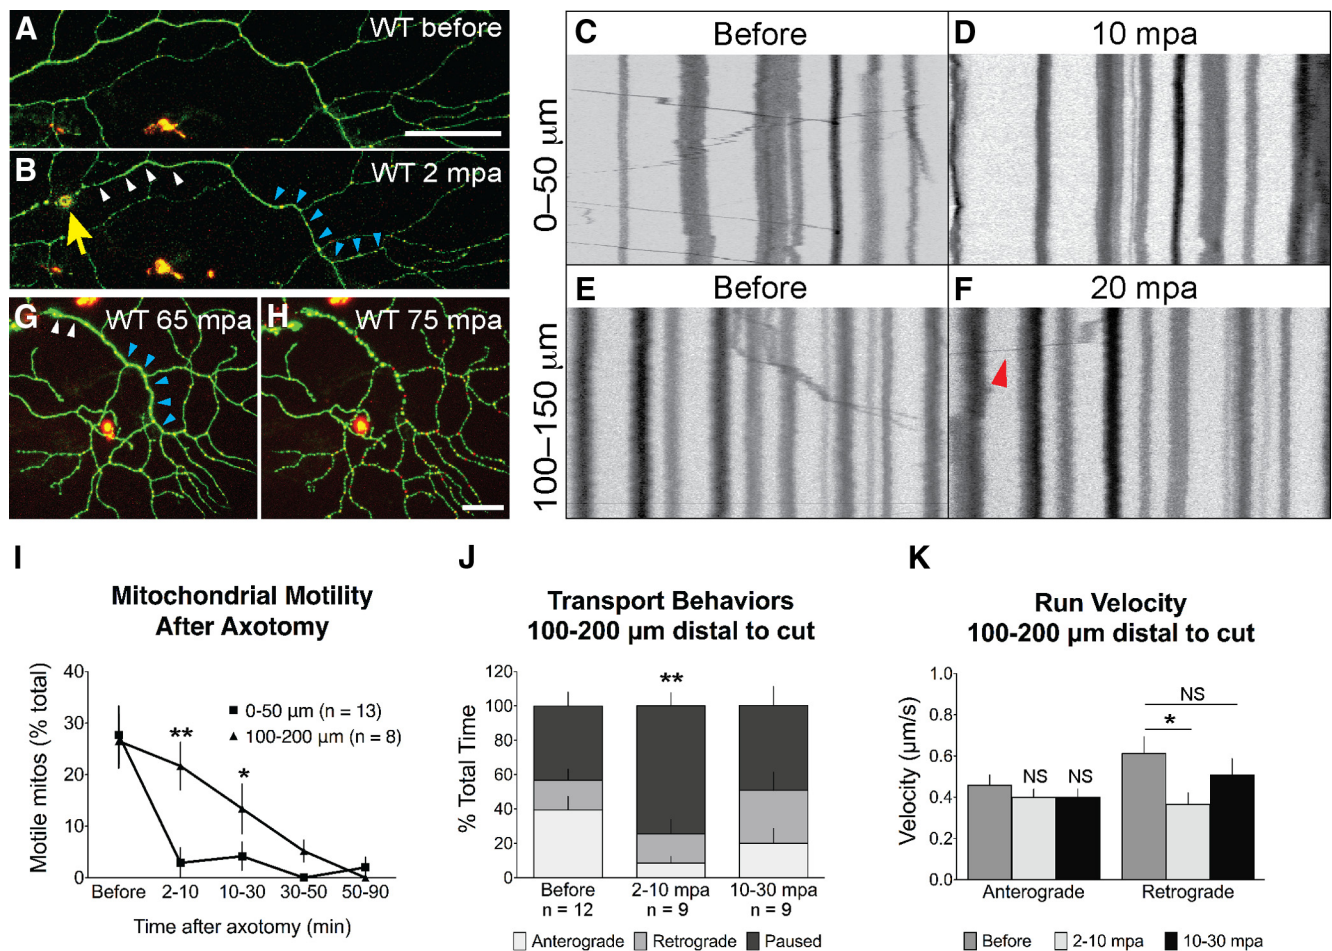 A WT before
B WT 2 mpa
G WT 65 mpa
H WT 75 mpa
C Before
D 10 mpa
0–50 µm
E Before
F 20 mpa
100–150 µm
I
Mitochondrial Motility
After Axotomy
Motile mitos (% total)
40
30
20
10
0
0-50 µm (n = 13)
100-200 µm (n = 8)
**
*
Before 2-10 10-30 30-50 50-90
Time after axotomy (min)
J
Transport Behaviors
100-200 µm distal to cut
% Total Time
120
100
80
60
40
20
0
**
Before 2-10 mpa 10-30 mpa
n = 12 n = 9 n = 9
Anterograde Retrograde Paused
K
Run Velocity
100-200 µm distal to cut
Velocity (µm/s)
1.0
0.8
0.6
0.4
0.2
0.0
NS
*
NS NS
Anterograde Retrograde
Before 2-10 mpa 10-30 mpa